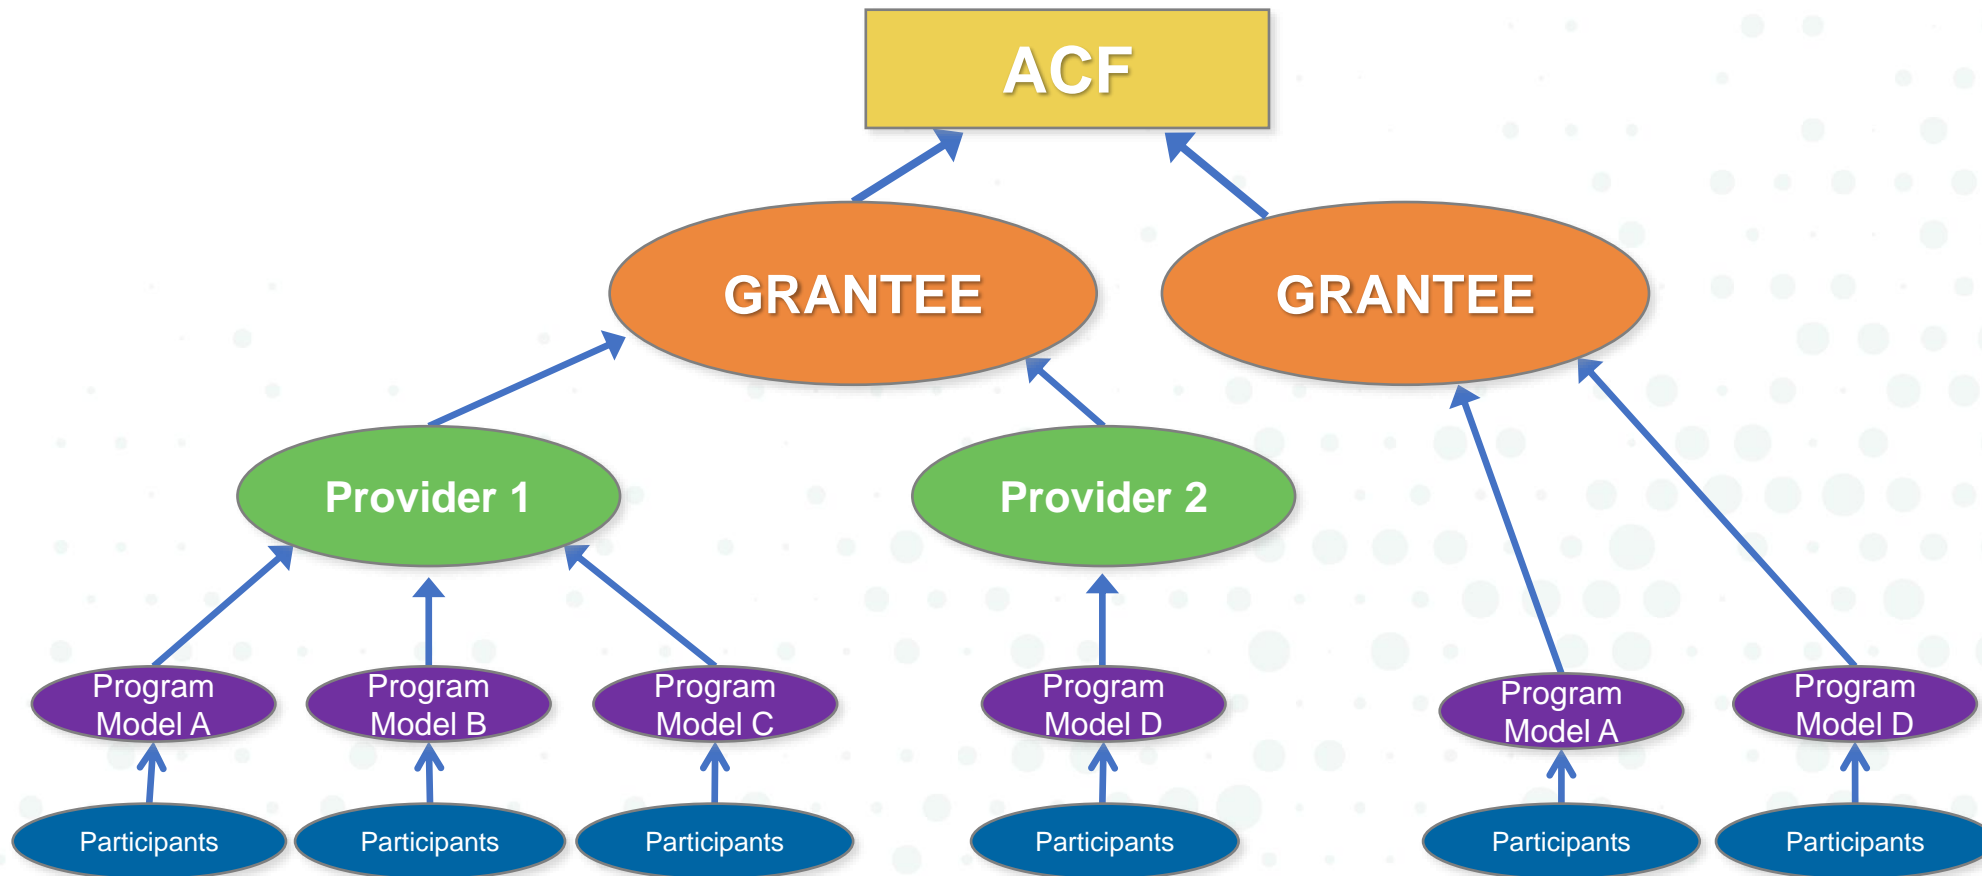 ACF
GRANTEE
GRANTEE
Provider 1
Provider 2
Program
Model A
Program
Model B
Program
Model C
Program
Model D
Program
Model A
Program
Model D
Participants
Participants
Participants
Participants
Participants
Participants